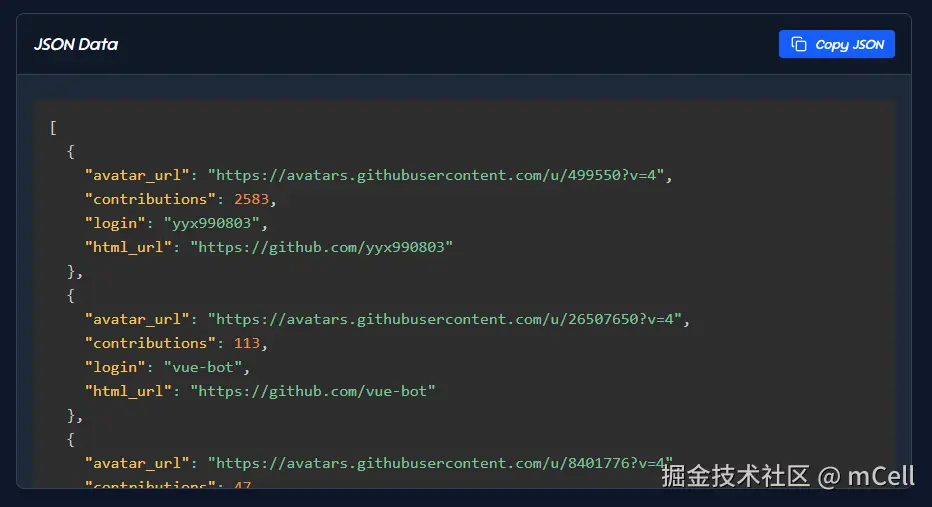 JSON Data
Copy JSON
[
{
"avatar_url": "https://avatars.githubusercontent.com/u/499550?v=4",
"contributions": 2583,
"login": "yyx990803",
"html_url": "https://github.com/yyx990803"
},
{
"avatar_url": "https://avatars.githubusercontent.com/u/26507650?v=4",
"contributions": 113,
"login": "vue-bot",
"html_url": "https://github.com/vue-bot"
},
{
"avatar_url": "https://avatars.githubusercontent.com/u/8401776?v=4"
"contributions": 47
掘金技术社区 @ mCell